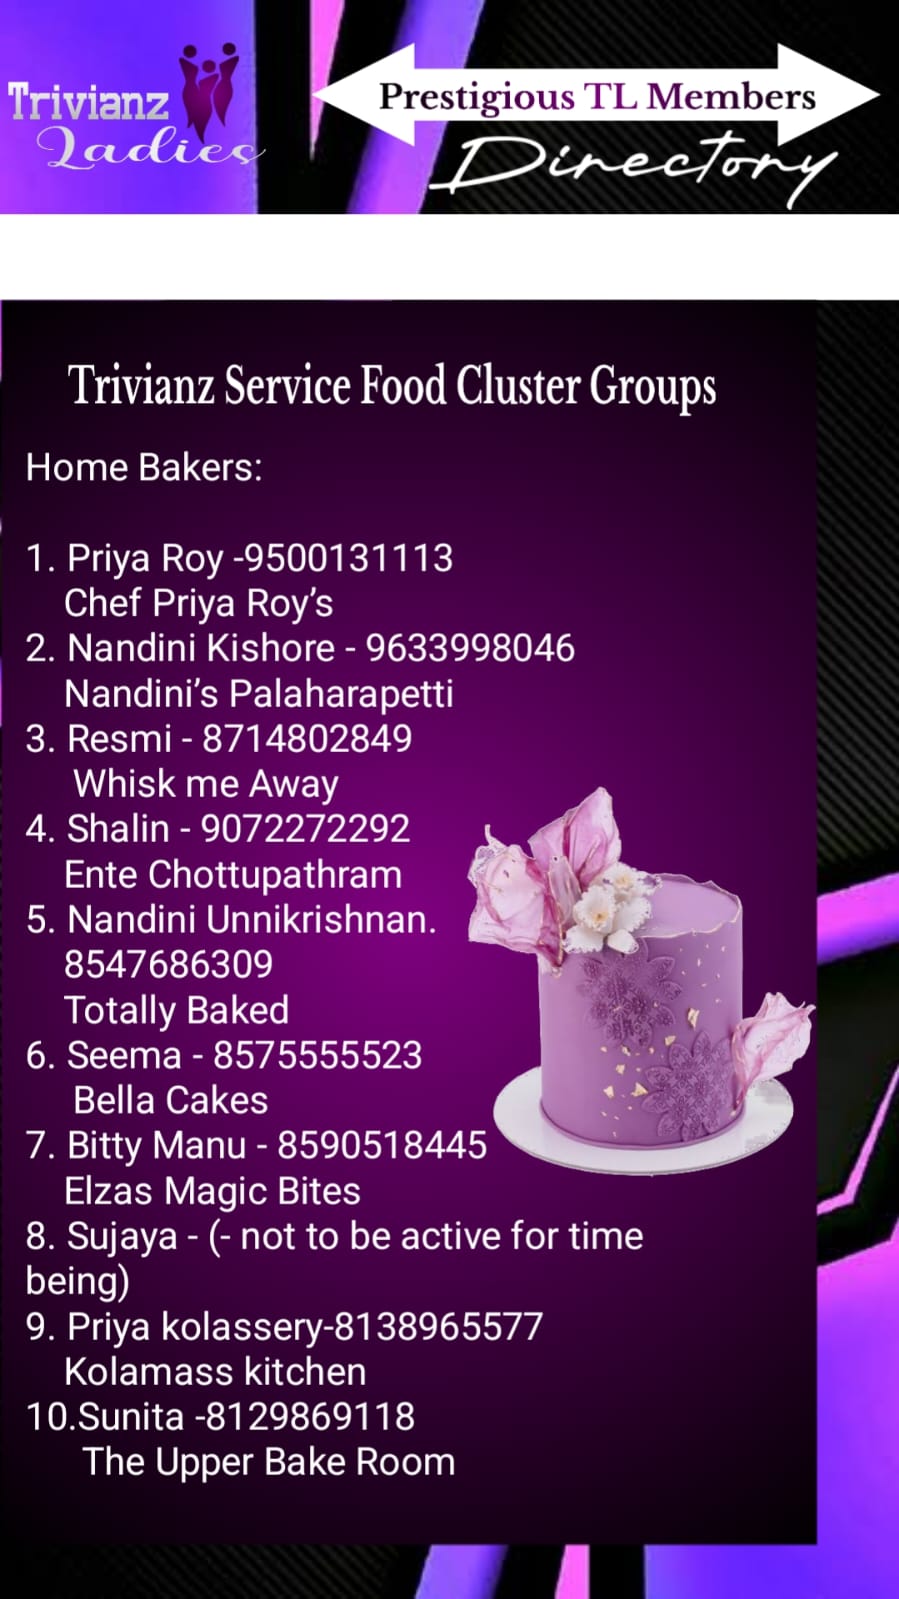 Trivianz
Ladies
Prestigious TL Members
Directory
Trivianz Service Food Cluster Groups
Home Bakers:
1. Priya Roy -9500131113
Chef Priya Roy's
2. Nandini Kishore - 9633998046
Nandini's Palaharapetti
3. Resmi - 8714802849
Whisk me Away
4. Shalin - 9072272292
Ente Chottupathram
5. Nandini Unnikrishnan.
8547686309
Totally Baked
6. Seema - 8575555523
Bella Cakes
7. Bitty Manu - 8590518445
Elzas Magic Bites
8. Sujaya - (- not to be active for time
being)
9. Priya kolassery-8138965577
Kolamass kitchen
10.Sunita -8129869118
The Upper Bake Room